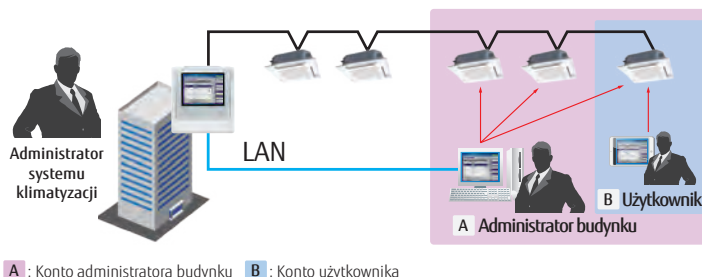 Administrator
systemu
klimatyzacji
LAN
A Administrator budynku
B Użytkownik
A : Konto administratora budynku B : Konto użytkownika